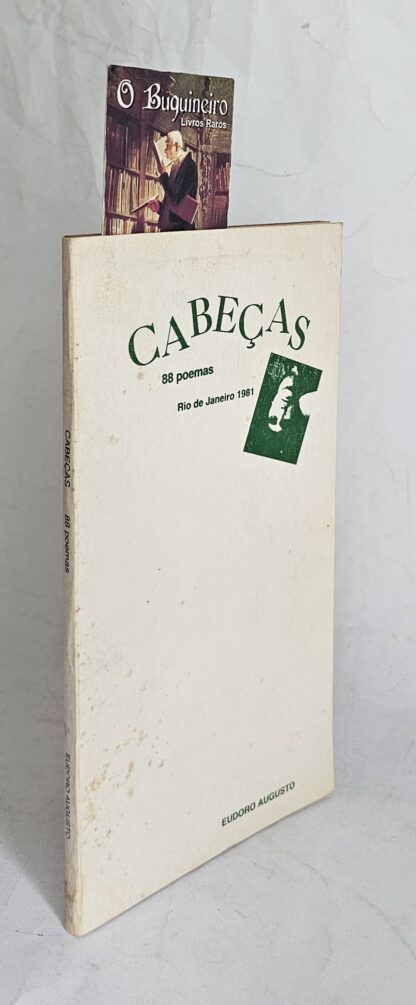 O Buquineiro
Livros Raros
CABEÇAS
88 poemas
Rio de Janeiro 1981
EUDORO AUGUSTO
CABEÇAS 88 poemas EUDORO AUGUSTO